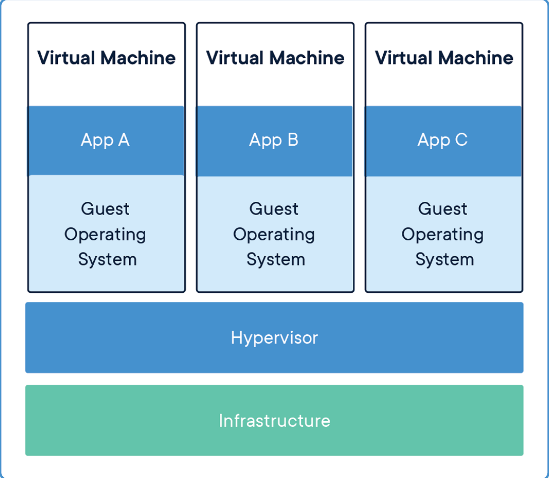 Virtual Machine
Virtual Machine
Virtual Machine
App A
App B
App C
Guest
Operating
System
Guest
Operating
System
Guest
Operating
System
Hypervisor
Infrastructure